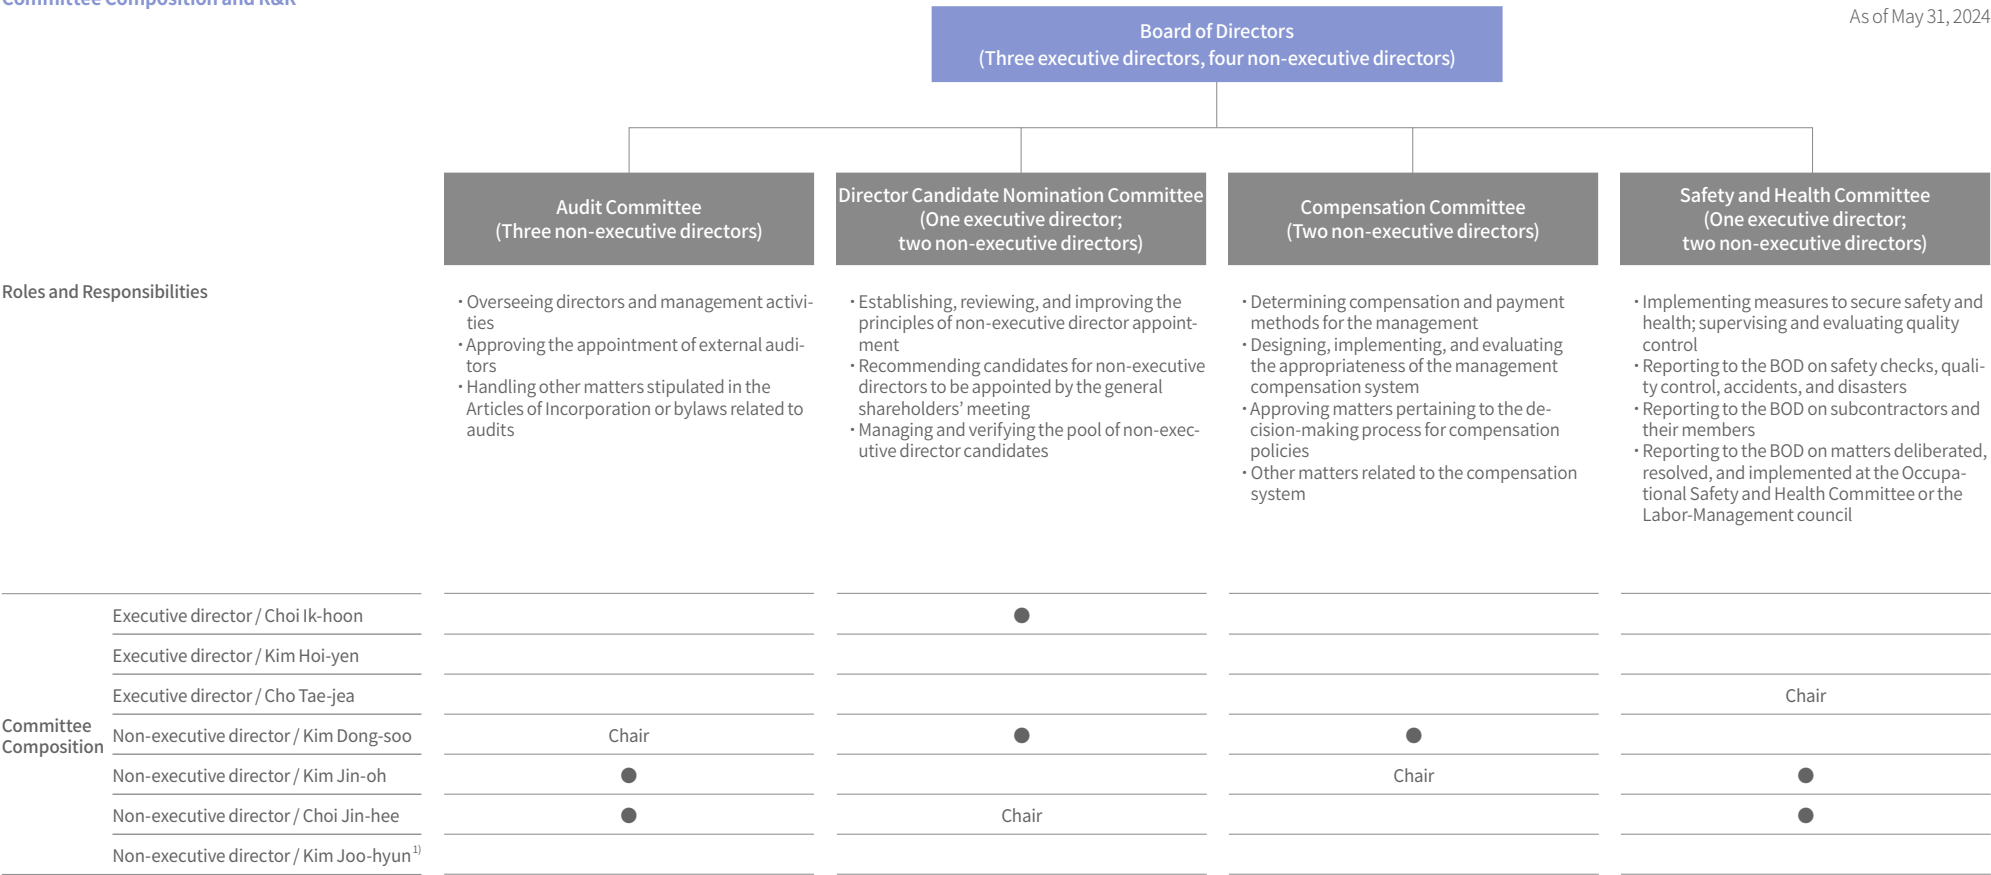 Committee Composition and R&R
As of May 31, 2024
Board of Directors
(Three executive directors, four non-executive directors)
Audit Committee
(Three non-executive directors)
Director Candidate Nomination Committee
(One executive director;
two non-executive directors)
Compensation Committee
(Two non-executive directors)
Safety and Health Committee
(One executive director;
two non-executive directors)
Roles and Responsibilities
· Overseeing directors and management activi-
ties
· Approving the appointment of external audi-
tors
· Handling other matters stipulated in the
Articles of Incorporation or bylaws related to
audits
· Establishing, reviewing, and improving the
principles of non-executive director appoint-
ment
· Recommending candidates for non-executive
directors to be appointed by the general
shareholders’ meeting
· Managing and verifying the pool of non-exec-
utive director candidates
· Determining compensation and payment
methods for the management
· Designing, implementing, and evaluating
the appropriateness of the management
compensation system
· Approving matters pertaining to the de-
cision-making process for compensation
policies
· Other matters related to the compensation
system
· Implementing measures to secure safety and
health; supervising and evaluating quality
control
· Reporting to the BOD on safety checks, quali-
ty control, accidents, and disasters
· Reporting to the BOD on subcontractors and
their members
· Reporting to the BOD on matters deliberated,
resolved, and implemented at the Occupa-
tional Safety and Health Committee or the
Labor-Management council
Committee
Composition
Executive director / Choi Ik-hoon ●
Executive director / Kim Hoi-yen
Executive director / Cho Tae-jea Chair
Non-executive director / Kim Dong-soo Chair ● ●
Non-executive director / Kim Jin-oh ● Chair ●
Non-executive director / Choi Jin-hee ● Chair ●
Non-executive director / Kim Joo-hyun 1)